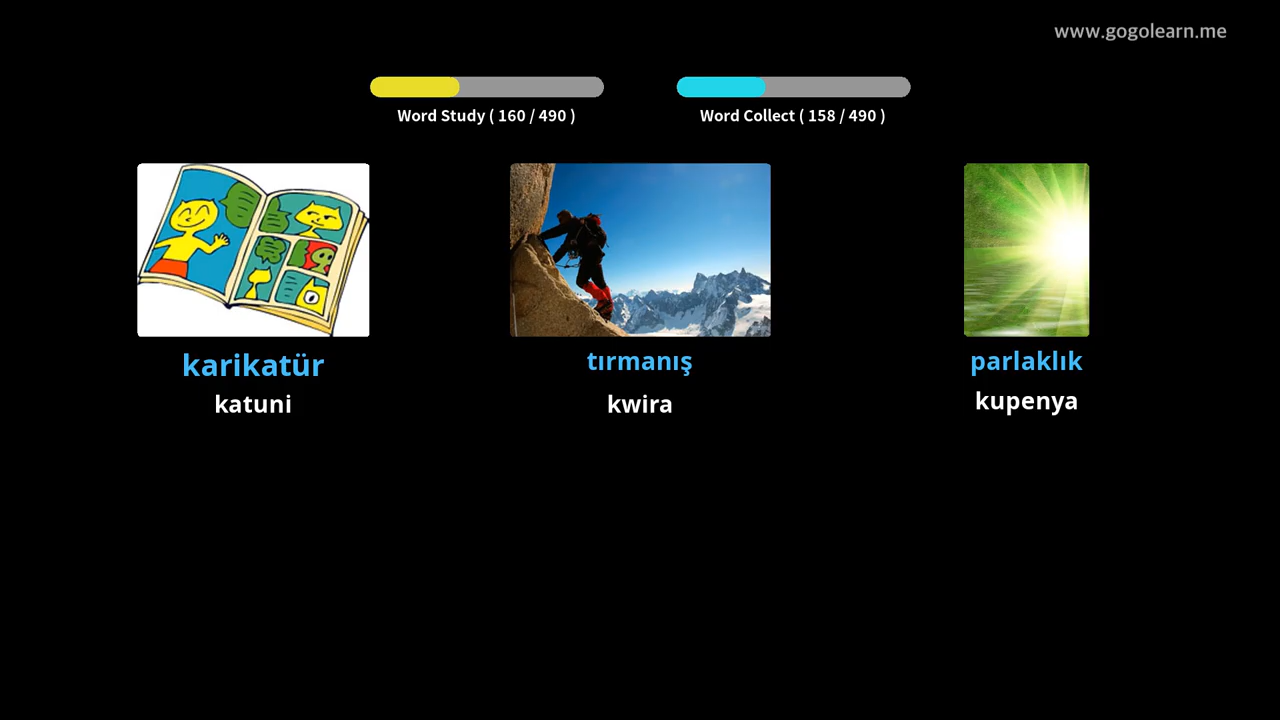 www.gogolearn.me
Word Study ( 160 / 490 )
Word Collect ( 158 / 490 )
karikatür
katuni
tırmanış
kwira
parlaklık
kupenya